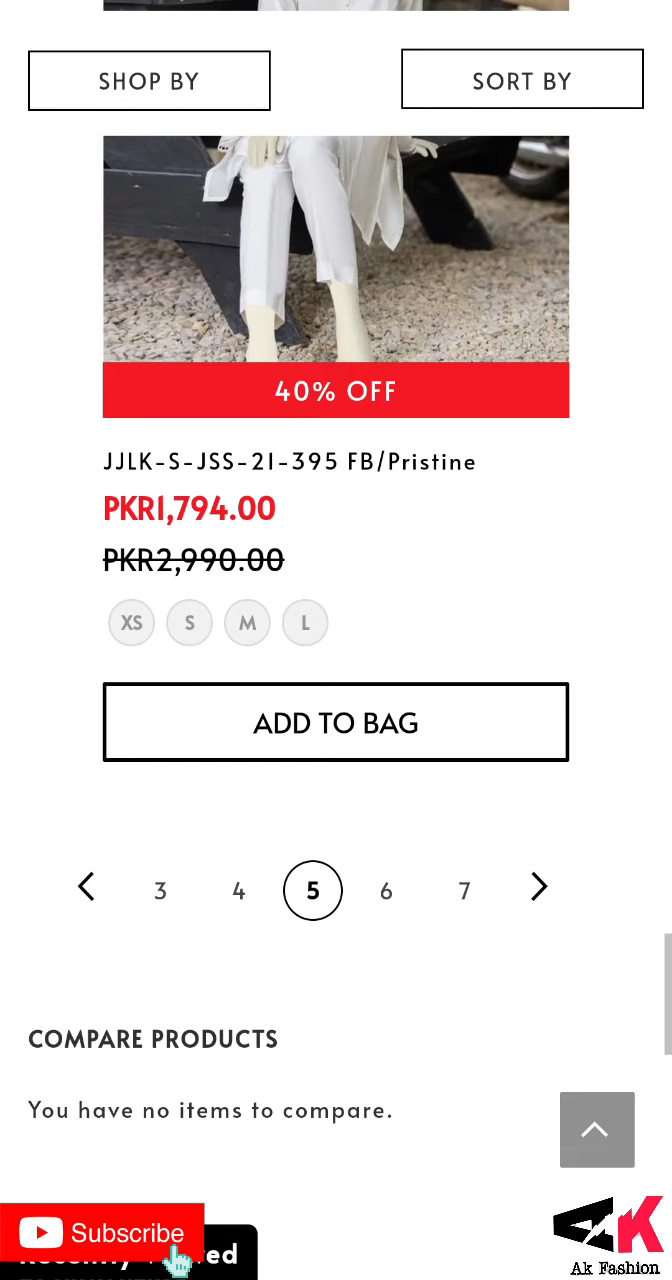 SHOP BY
SORT BY
40% OFF
JJLK-S-JSS-21-395 FB/Pristine
PKR1,794.00
PKR2,990.00
XS S M L
ADD TO BAG
3 4 5 6 7
COMPARE PRODUCTS
You have no items to compare.
Subscribe
AK
Ak Fashion